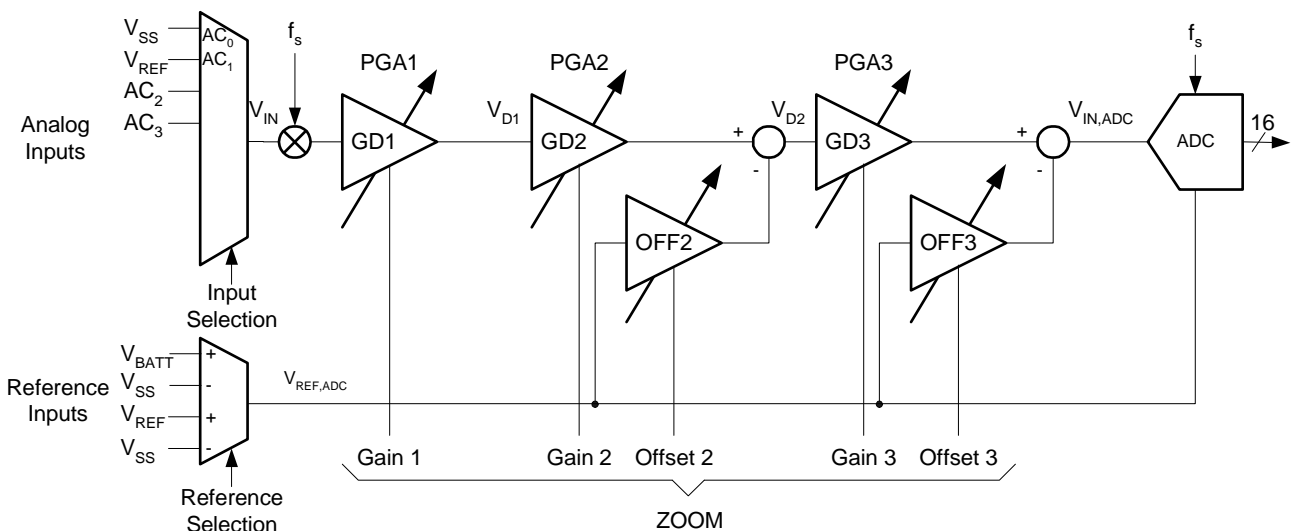 V_SS
AC_0
V_REF
AC_1
AC_2
AC_3
Analog
Inputs
V_IN
f_s
PGA1
GD1
V_D1
PGA2
GD2
+
-
V_D2
OFF2
PGA3
GD3
+
-
OFF3
V_IN,ADC
f_s
ADC
16
Input
Selection
Reference
Inputs
V_BATT
+
V_SS
-
V_REF
+
V_SS
-
V_REF,ADC
Reference
Selection
Gain 1
Gain 2
Offset 2
Gain 3
Offset 3
ZOOM